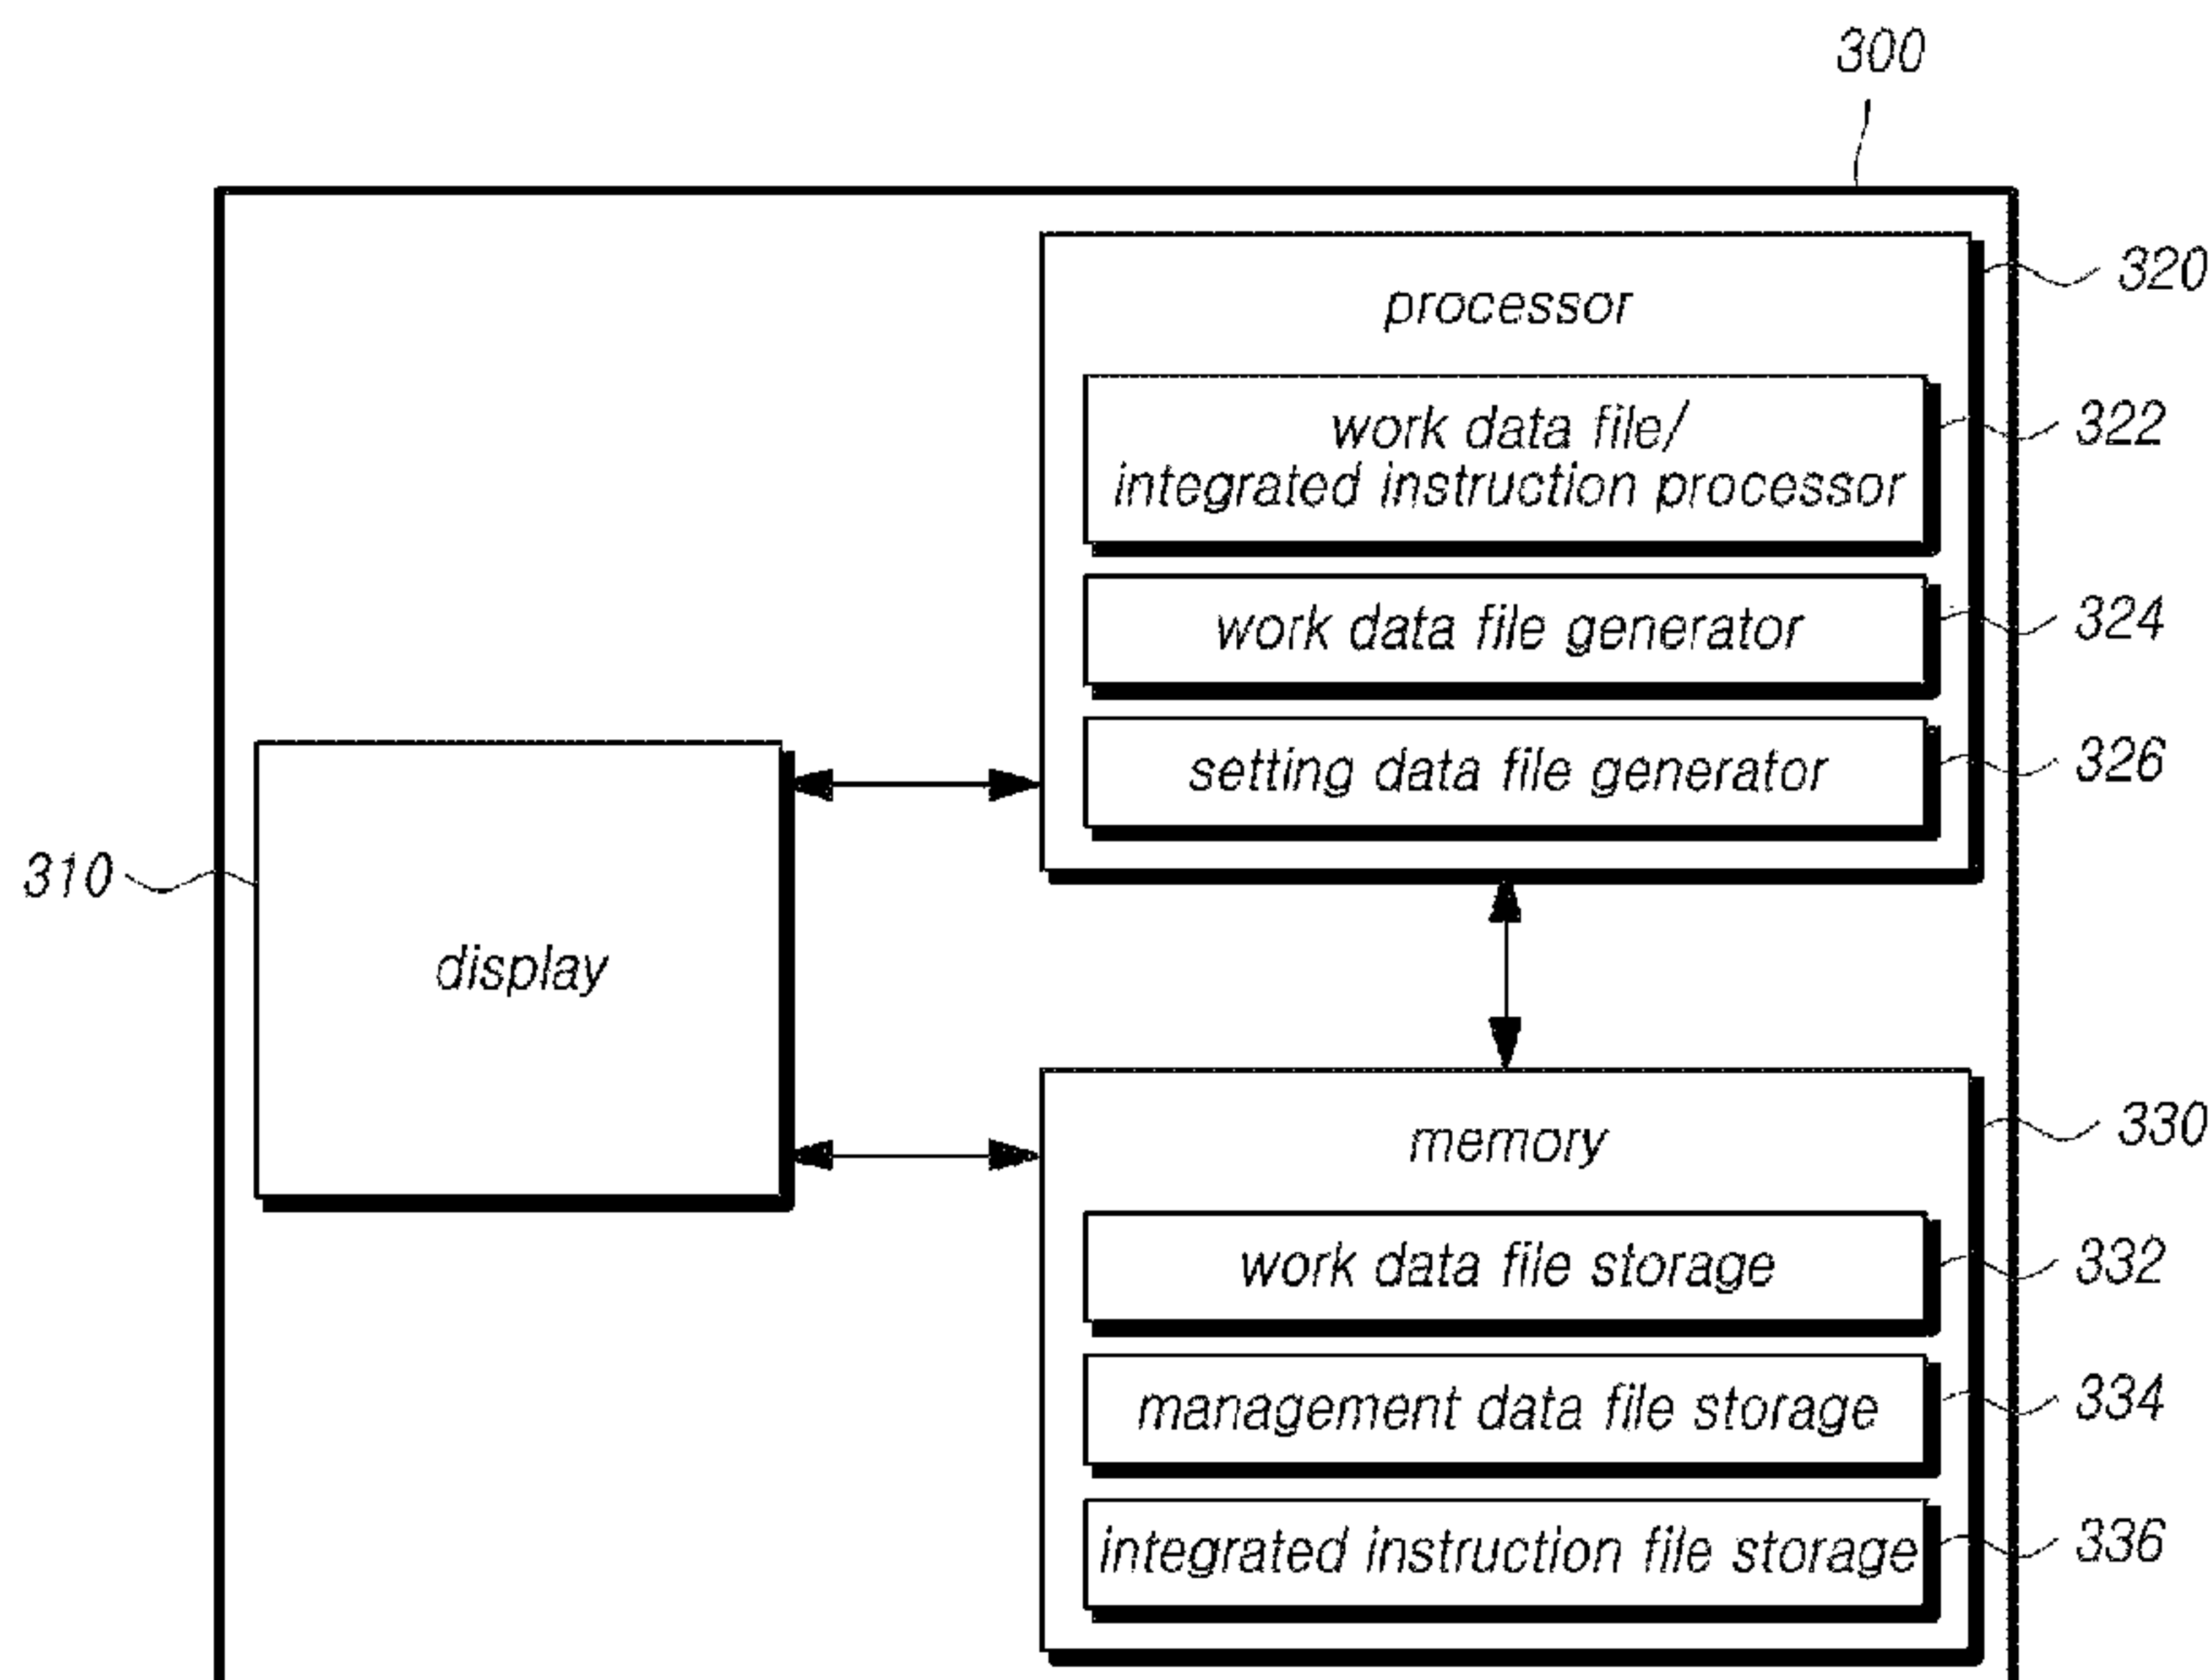 300
processor
320
work data file/
integrated instruction processor
322
work data file generator
324
setting data file generator
326
310
display
memory
330
work data file storage
332
management data file storage
334
integrated instruction file storage
336